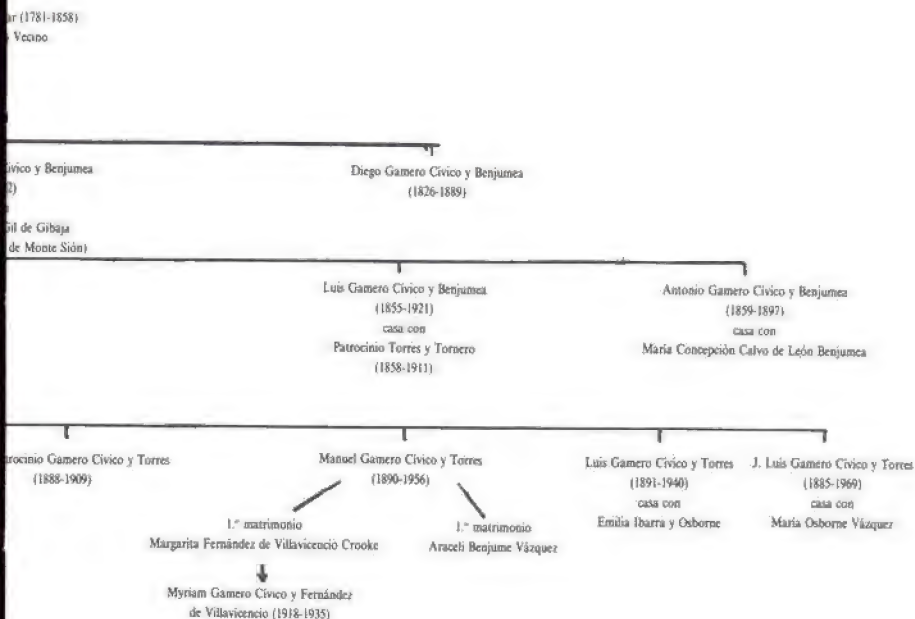 (1781-1858)
Vecino
Cívico y Benjumea
Diego Gamero Cívico y Benjumea
(1826-1889)
Gil de Gibaja
de Monte Sión)
Luis Gamero Cívico y Benjumea
(1855-1921)
casa con
Patrocinio Torres y Tornero
(1858-1911)
Antonio Gamero Cívico y Benjumea
(1859-1897)
casa con
María Concepción Calvo de León Benjumea
Gamero Cívico y Torres
(1888-1909)
Manuel Gamero Cívico y Torres
(1890-1956)
Luis Gamero Cívico y Torres
(1891-1940)
casa con
Emilia Ibarra y Osborne
J. Luis Gamero Cívico y Torres
(1885-1969)
casa con
María Osborne Vázquez
1.º matrimonio
Margarita Fernández de Villavicencio Crooke
1.º matrimonio
Araceli Benjume Vázquez
Myriam Gamero Cívico y Fernández
de Villavicencio (1918-1935)